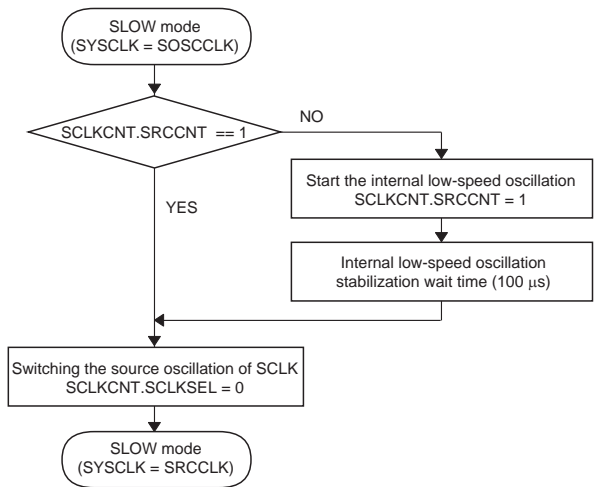 SLOW mode
(SYSCLK = SOSCCLK)
SCLKCNT.SRCCNT == 1
NO
Start the internal low-speed oscillation
SCLKCNT.SRCCNT = 1
YES
Internal low-speed oscillation
stabilization wait time (100 μs)
Switching the source oscillation of SCLK
SCLKCNT.SCLKSEL = 0
SLOW mode
(SYSCLK = SRCCLK)